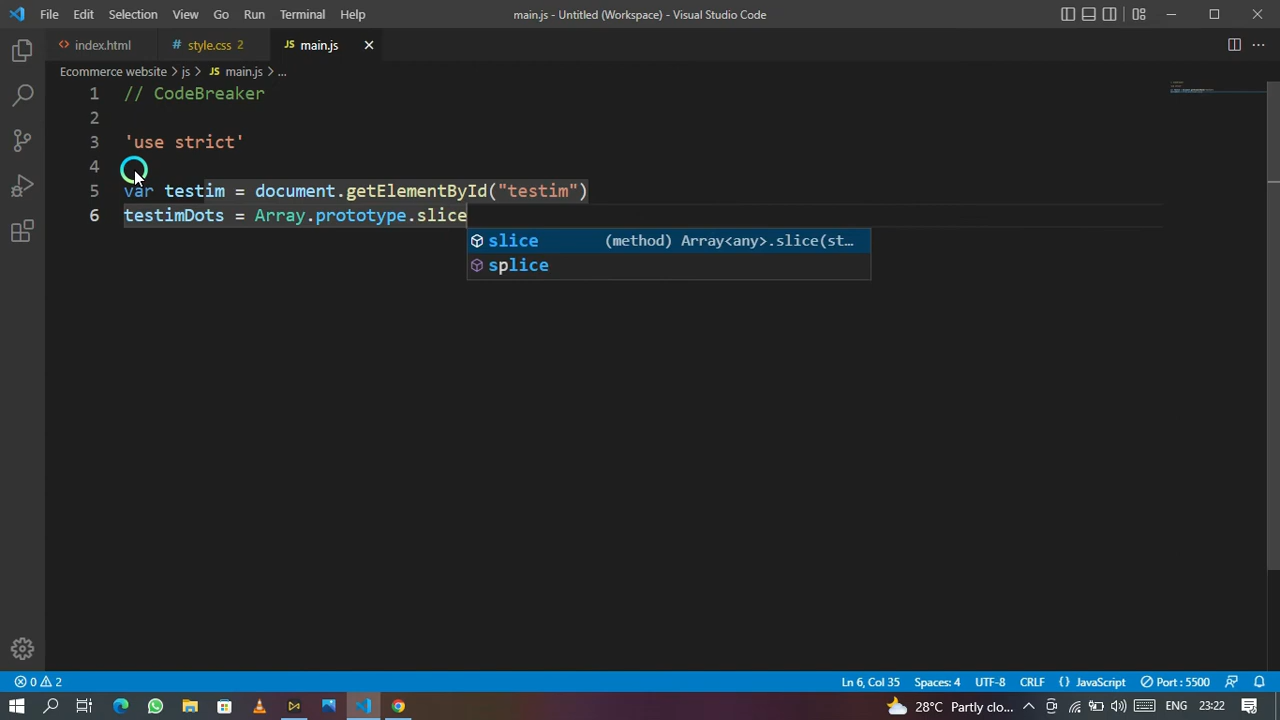 File Edit Selection View Go Run Terminal Help main.js - Untitled (Workspace) - Visual Studio Code
index.html style.css 2 JS main.js
Ecommerce website > js > JS main.js > ...
1 // CodeBreaker
2
3 'use strict'
4
5 var testim = document.getElementById("testim")
6 testimDots = Array.prototype.slice
slice (method) Array<any>.slice(st…
splice
0 2 Ln 6, Col 35 Spaces: 4 UTF-8 CRLF {} JavaScript Port : 5500
28°C Partly clo... ENG 23:22